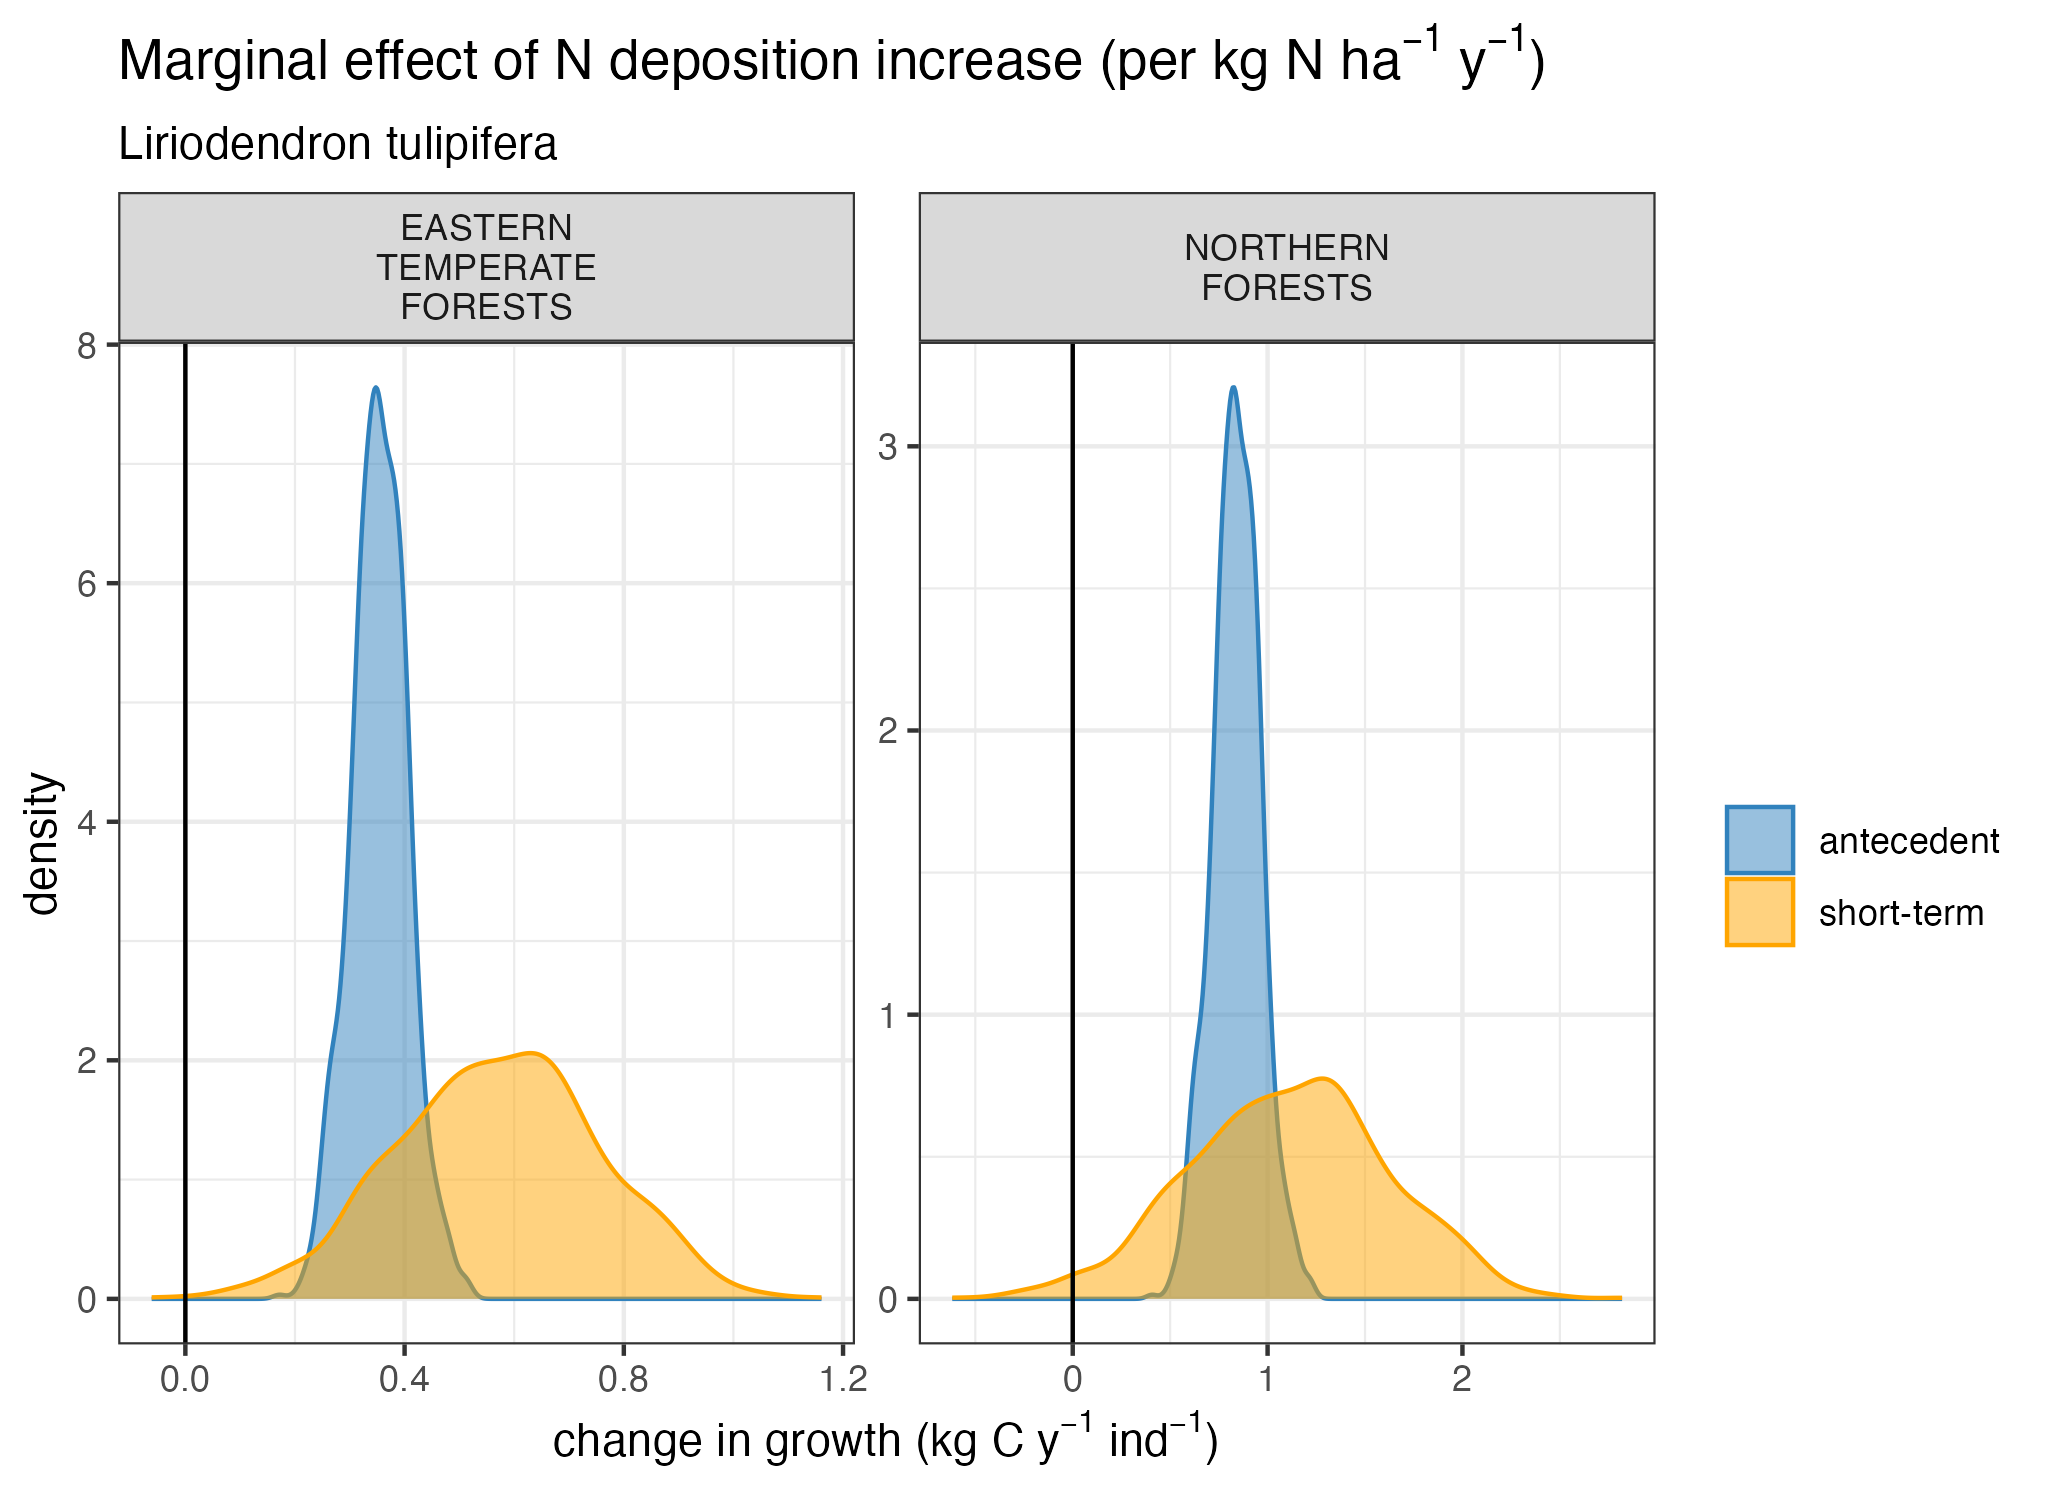 Marginal effect of N deposition increase (per kg N ha⁻¹ y⁻¹)
Liriodendron tulipifera
EASTERN
TEMPERATE
FORESTS
NORTHERN
FORESTS
density
8
6
4
2
0
3
2
1
0
0.0 0.4 0.8 1.2
0 1 2
change in growth (kg C y⁻¹ ind⁻¹)
antecedent
short-term